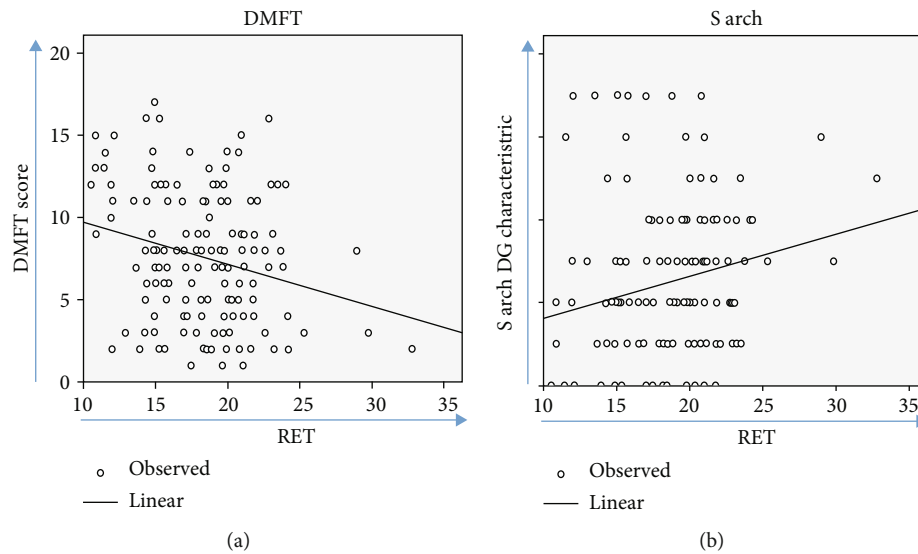 DMFT
20
15
10
5
0
DMFT score
10 15 20 25 30 35
RET
Observed
Linear
(a)
S arch
S arch DG characteristric
10 15 20 25 30 35
RET
Observed
Linear
(b)